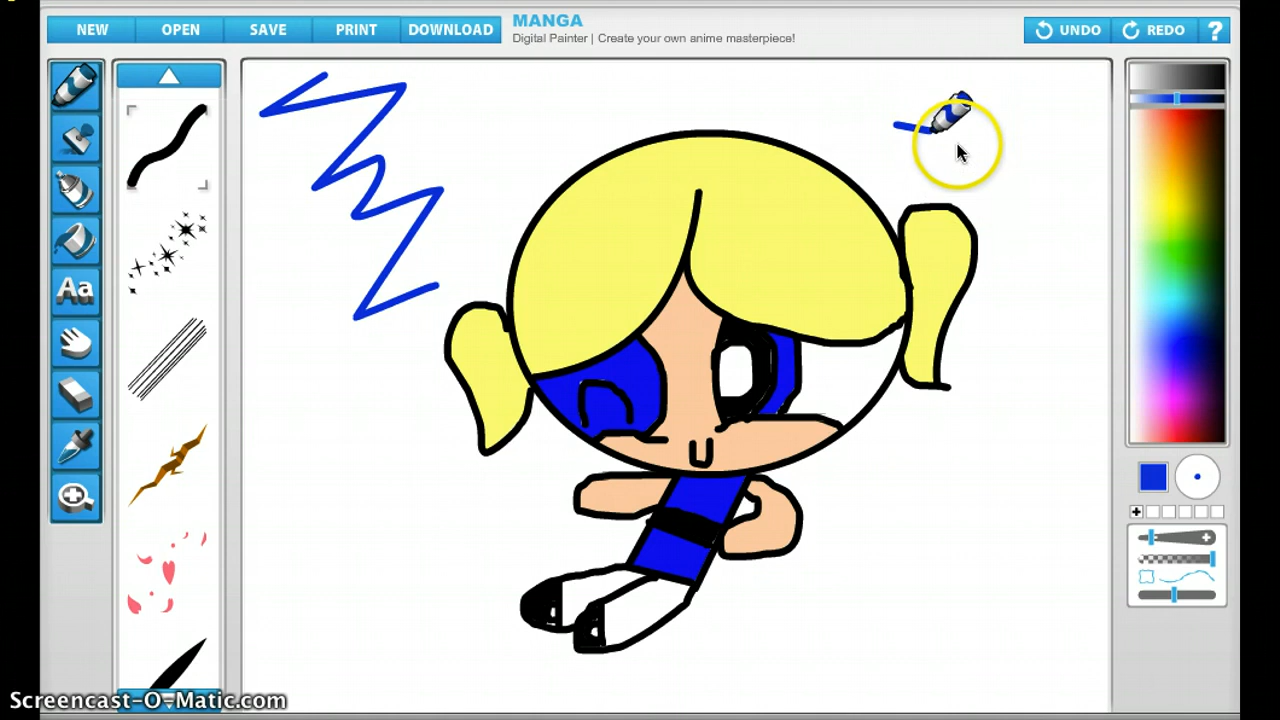 NEW OPEN SAVE PRINT DOWNLOAD
MANGA
Digital Painter | Create your own anime masterpiece!
UNDO REDO ?
Aa
Screencast-O-Matic.com